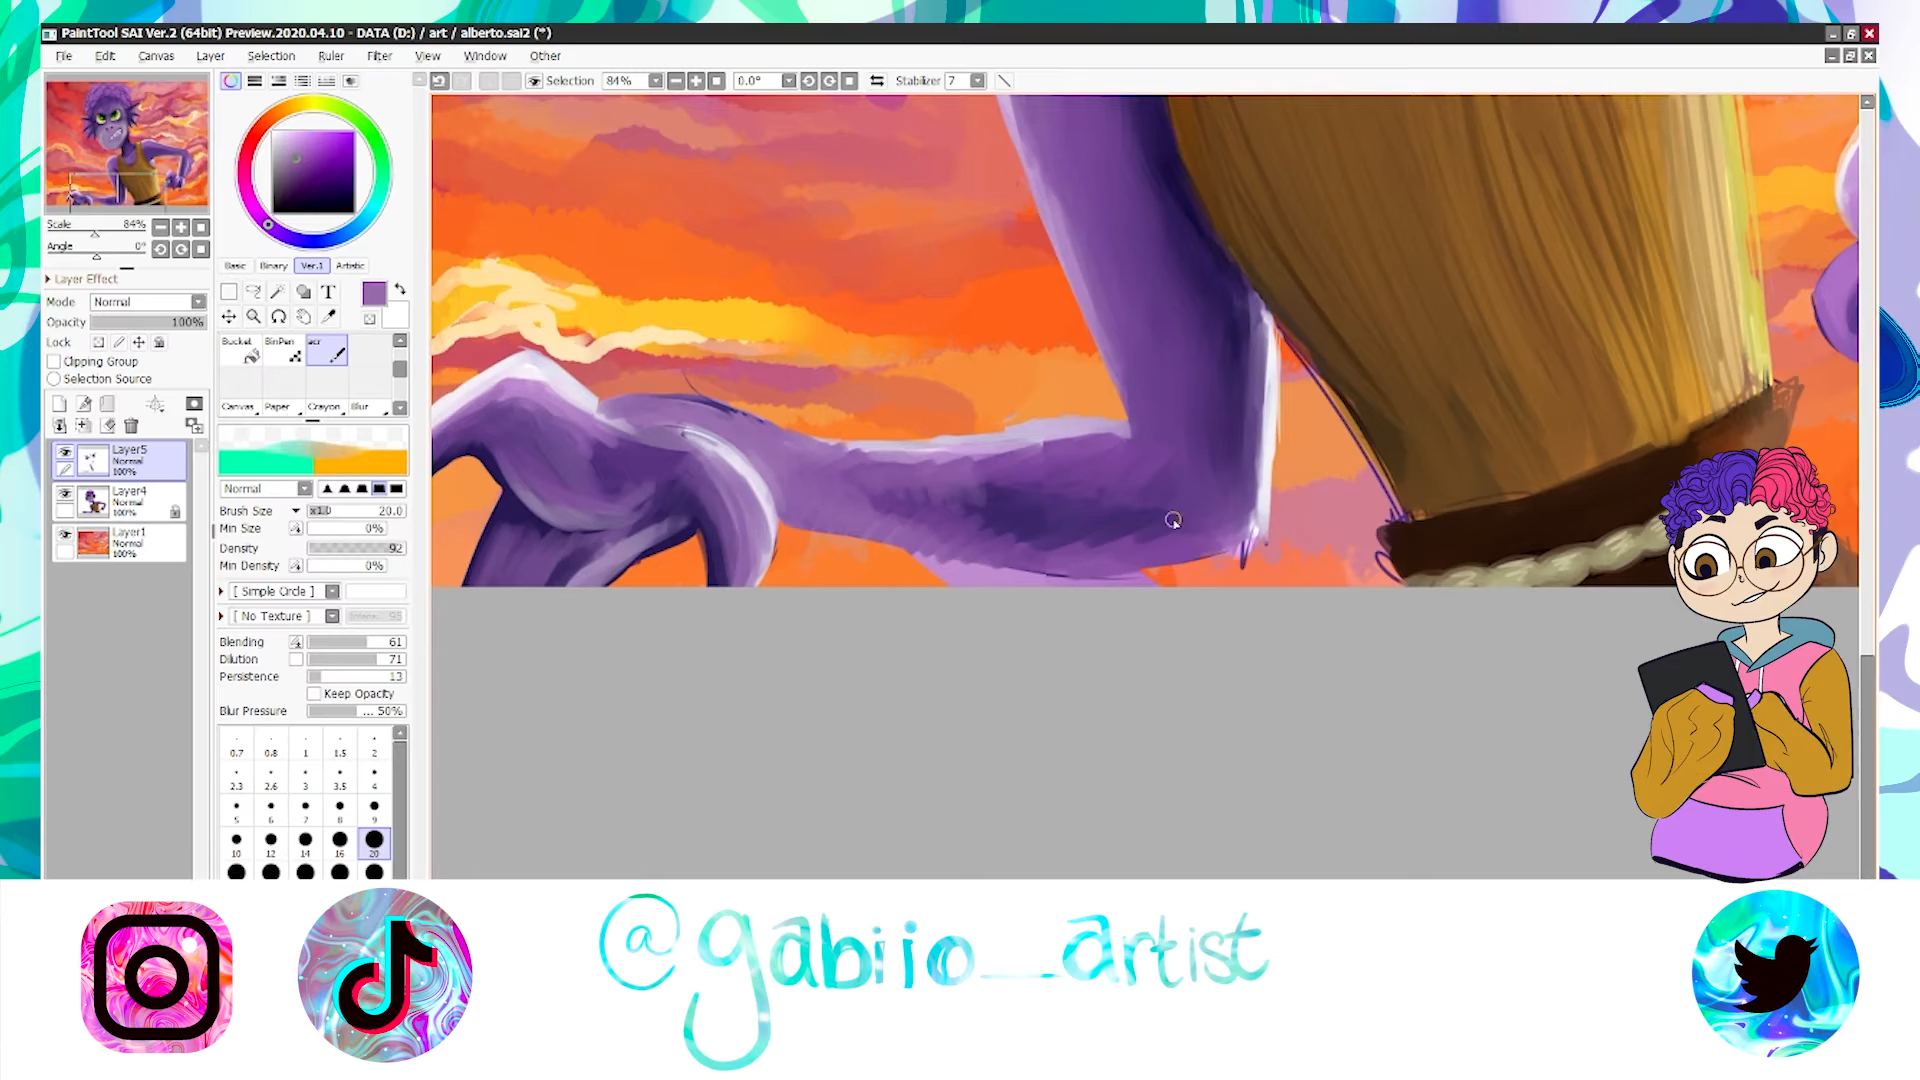 PaintTool SAI Ver.2 (64bit) Preview.2020.04.10 - DATA (D:) / art / alberto.sai2 (*)
File Edit Canvas Layer Selection Ruler Filter View Window Other
Selection 84% 0.0° Stabilizer 7
Scale 84%
Angle 0°
Layer Effect
Mode Normal
Opacity 100%
Lock
Clipping Group
Selection Source
Layer5
Normal
100%
Layer4
Normal
100%
Layer1
Normal
100%
Basic Binary Ver.1 Artistic
T
Bucket BinPen acr
Canvas Paper Crayon Blur
Normal
Brush Size x1.0 20.0
Min Size 0%
Density 92
Min Density 0%
[ Simple Circle ]
[ No Texture ] 95
Blending 61
Dilution 71
Persistence 13
Keep Opacity
Blur Pressure ... 50%
0.7 0.8 1 1.5 2
2.3 2.6 3 3.5 4
5 6 7 8 9
10 12 14 16 20
@gabiio_artist